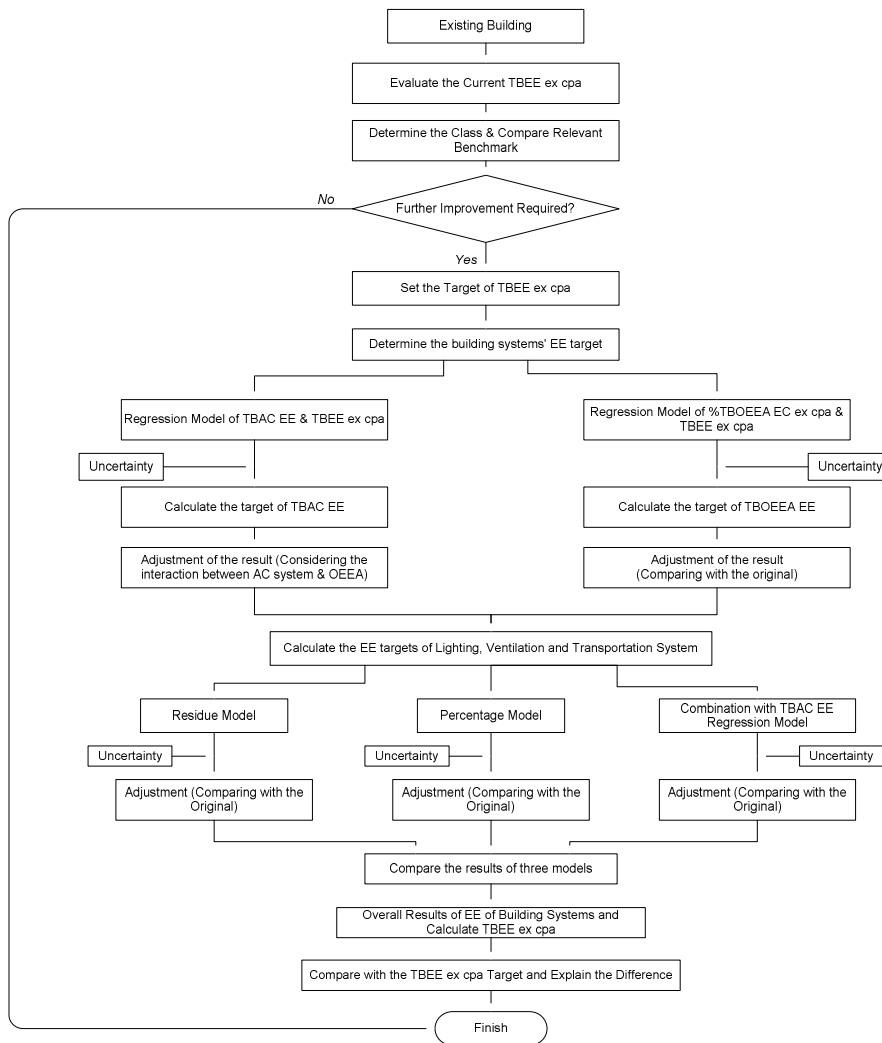 Existing Building
Evaluate the Current TBEE ex cpa
Determine the Class & Compare Relevant
Benchmark
No
Further Improvement Required?
Yes
Set the Target of TBEE ex cpa
Determine the building systems' EE target
Regression Model of TBAC EE & TBEE ex cpa
Regression Model of %TBOEEA EC ex cpa &
TBEE ex cpa
Uncertainty
Uncertainty
Calculate the target of TBAC EE
Calculate the target of TBOEEA EE
Adjustment of the result (Considering the
interaction between AC system & OEEA)
Adjustment of the result
(Comparing with the original)
Calculate the EE targets of Lighting, Ventilation and Transportation System
Residue Model
Percentage Model
Combination with TBAC EE
Regression Model
Uncertainty
Uncertainty
Uncertainty
Adjustment (Comparing with the
Original)
Adjustment (Comparing with the
Original)
Adjustment (Comparing with the
Original)
Compare the results of three models
Overall Results of EE of Building Systems and
Calculate TBEE ex cpa
Compare with the TBEE ex cpa Target and Explain the Difference
Finish